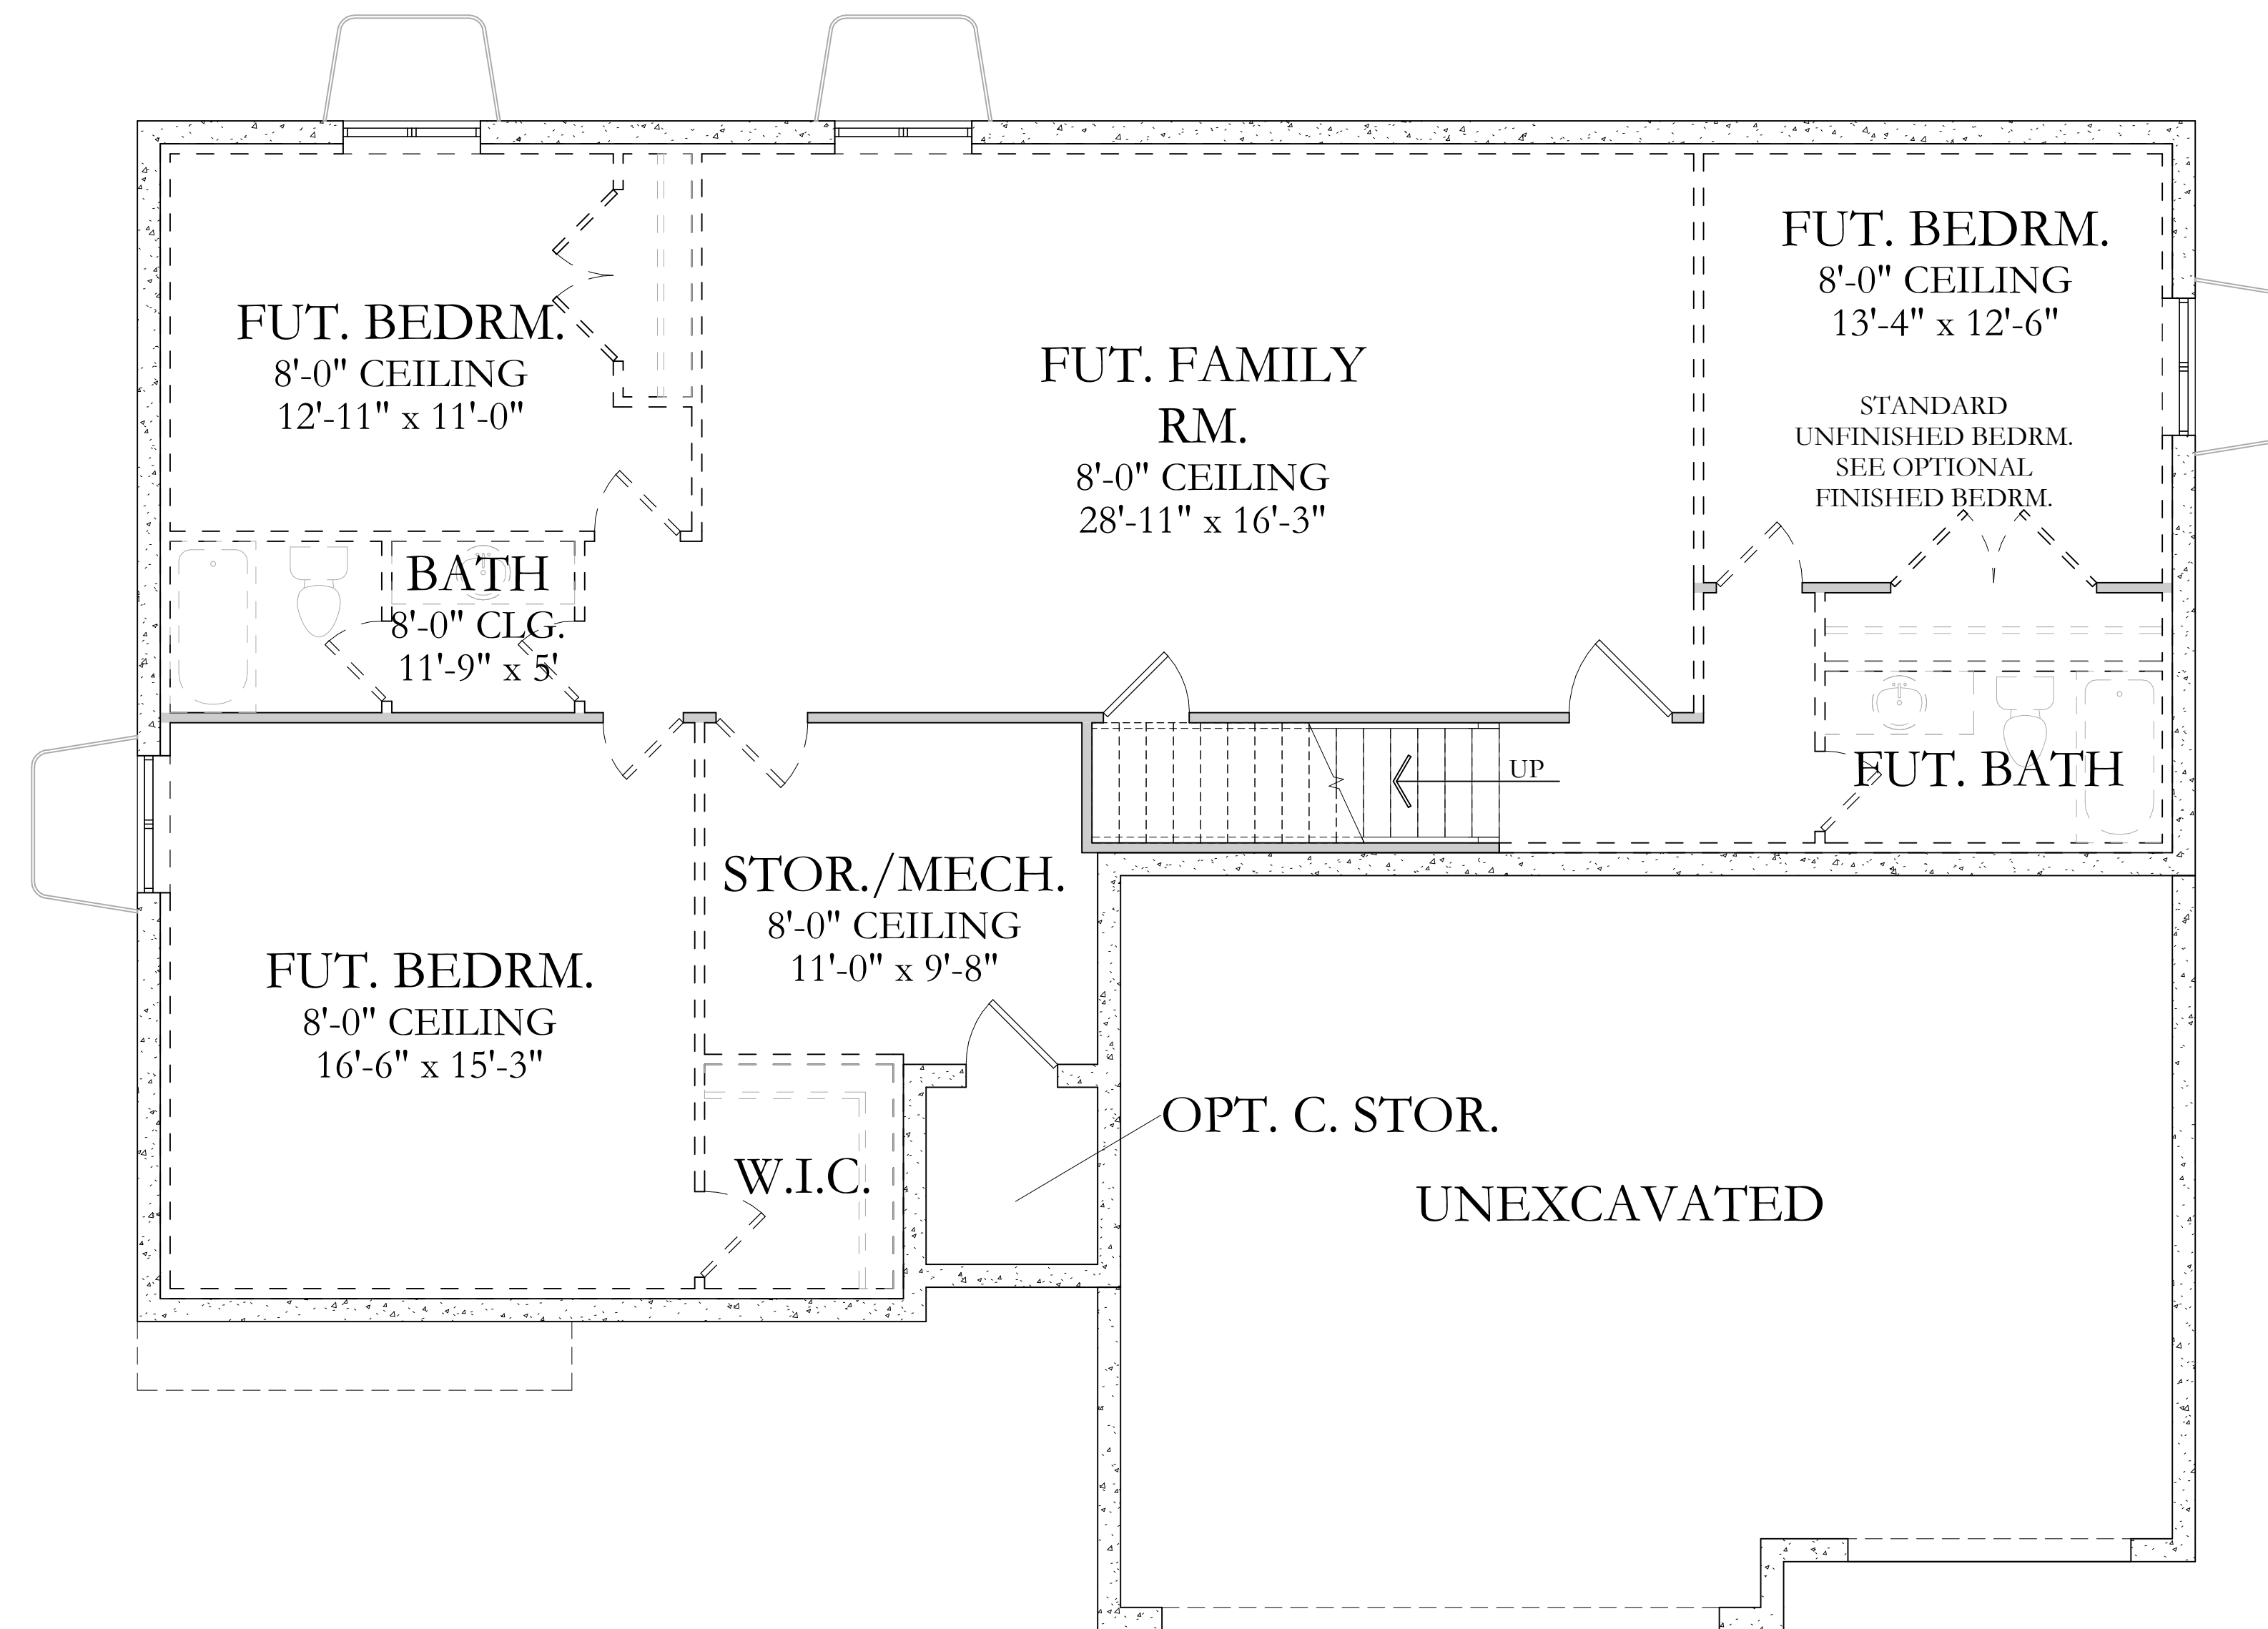 FUT. BEDRM.
8'-0" CEILING
12'-11" x 11'-0"
FUT. FAMILY
RM.
8'-0" CEILING
28'-11" x 16'-3"
FUT. BEDRM.
8'-0" CEILING
13'-4" x 12'-6"
STANDARD
UNFINISHED BEDRM.
SEE OPTIONAL
FINISHED BEDRM.
BATH
8'-0" CLG.
11'-9" x 5'
UP
FUT. BATH
STOR./MECH.
8'-0" CEILING
11'-0" x 9'-8"
FUT. BEDRM.
8'-0" CEILING
16'-6" x 15'-3"
W.I.C.
OPT. C. STOR.
UNEXCAVATED